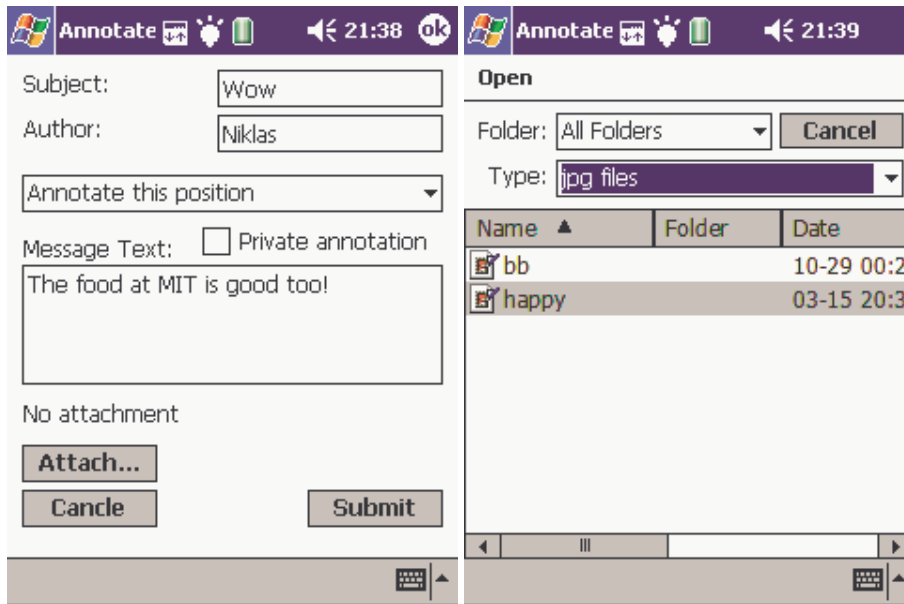 Annotate 21:38 ok
Subject: Wow
Author: Niklas
Annotate this position
Message Text: Private annotation
The food at MIT is good too!
No attachment
Attach...
Cancle Submit
Annotate 21:39
Open
Folder: All Folders Cancel
Type: jpg files
Name Folder Date
bb 10-29 00:2
happy 03-15 20:3